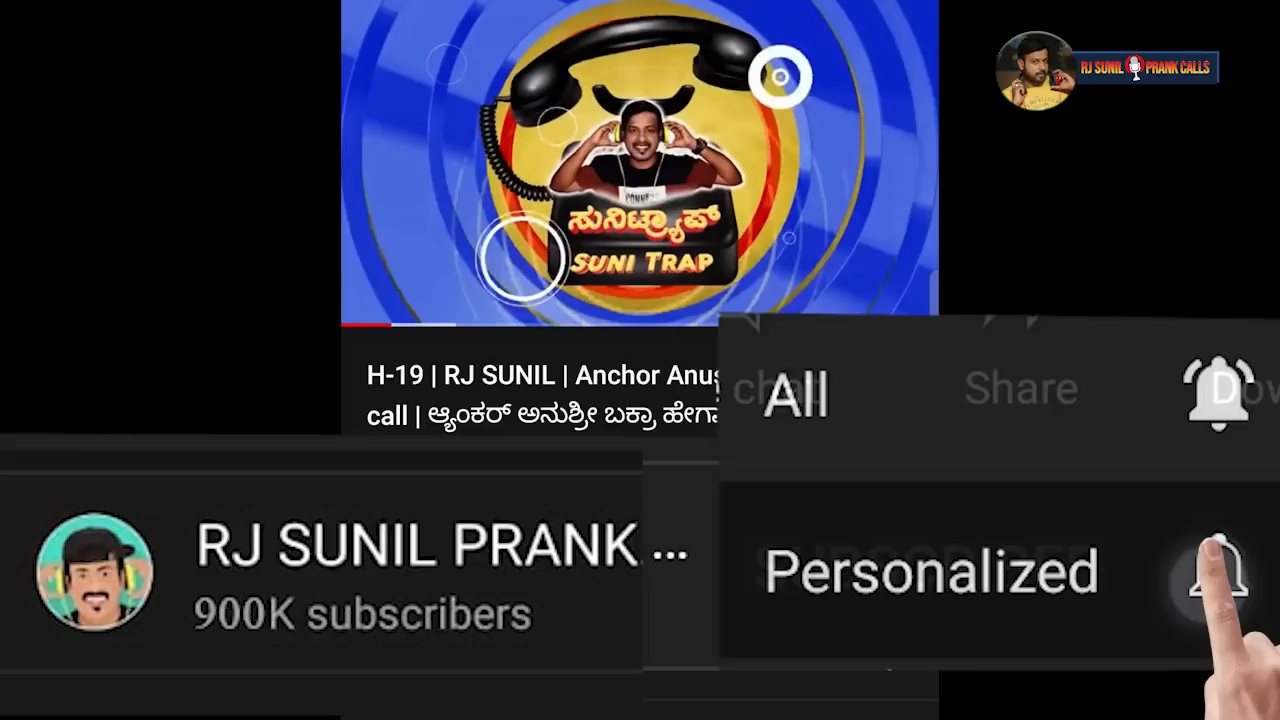 RJ SUNIL PRANK CALLS
ಸುನಿಟ್ರ್ಯಾಪ್
SUNI TRAP
H-19 | RJ SUNIL | Anchor
call | ಆ್ಯಂಕರ್ ಅನುಶ್ರೀ ಬಕ್ರಾ
All
Share
RJ SUNIL PRANK ...
900K subscribers
Personalized